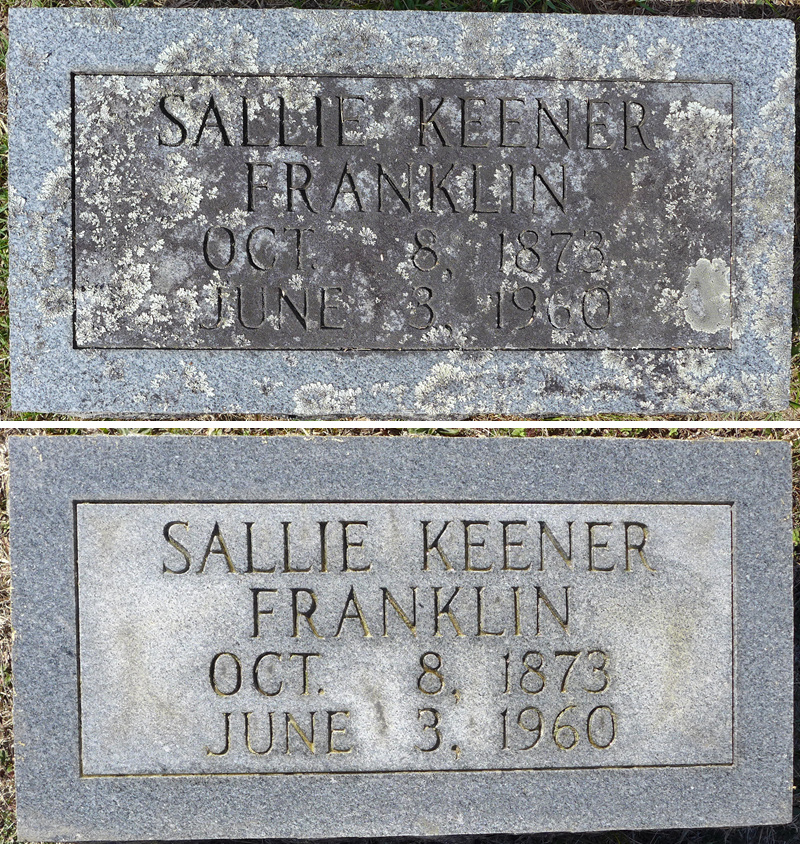 SALLIE KEENER
FRANKLIN
OCT. 8, 1873
JUNE 3, 1960
SALLIE KEENER
FRANKLIN
OCT. 8, 1873
JUNE 3, 1960